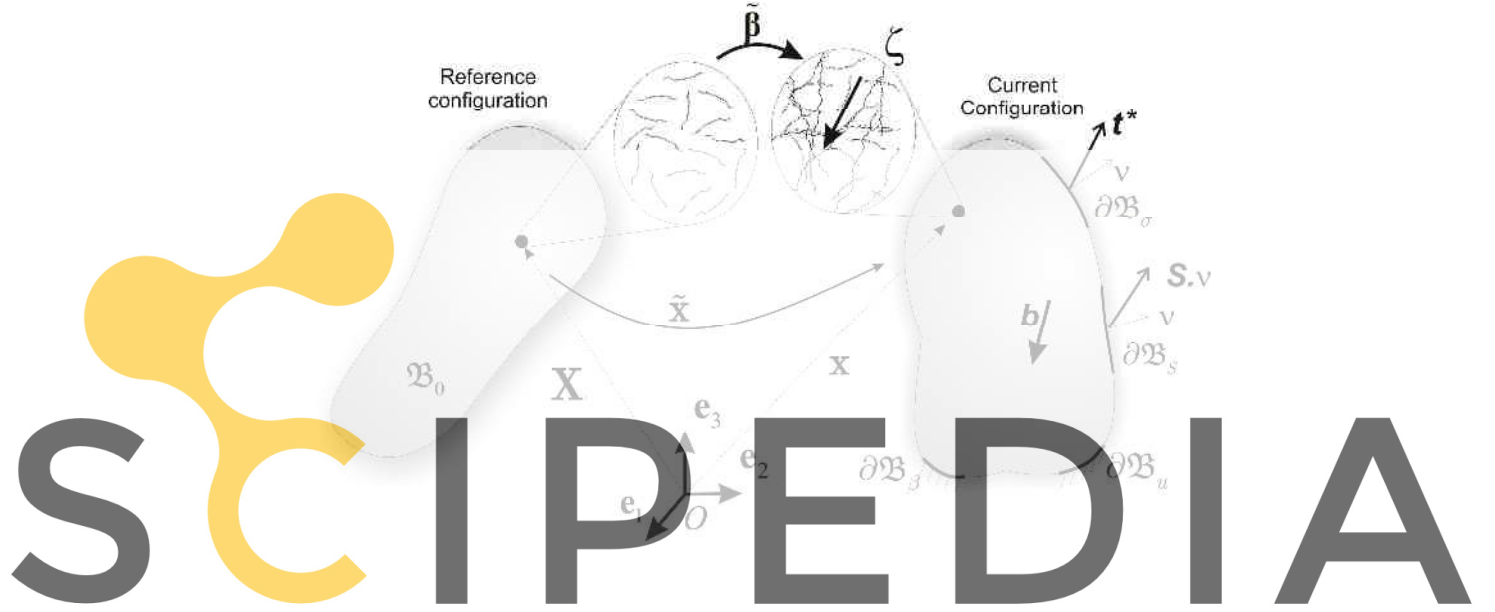 β̃
ζ
Reference
configuration
Current
Configuration
t*
ν
∂𝔅σ
S.ν
x̃
b
ν
∂𝔅S
𝔅0
X
x
e3
e2
∂𝔅β
∂𝔅u
e1
O
SCIPEDIA